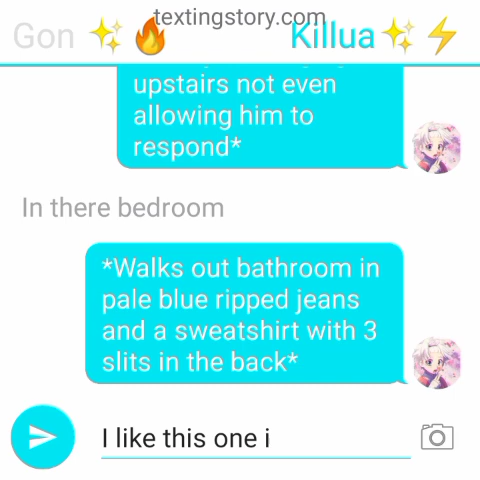 textingstory.com
Gon ✨🔥 Killua✨⚡
upstairs not even
allowing him to
respond*
In there bedroom
*Walks out bathroom in
pale blue ripped jeans
and a sweatshirt with 3
slits in the back*
I like this one i